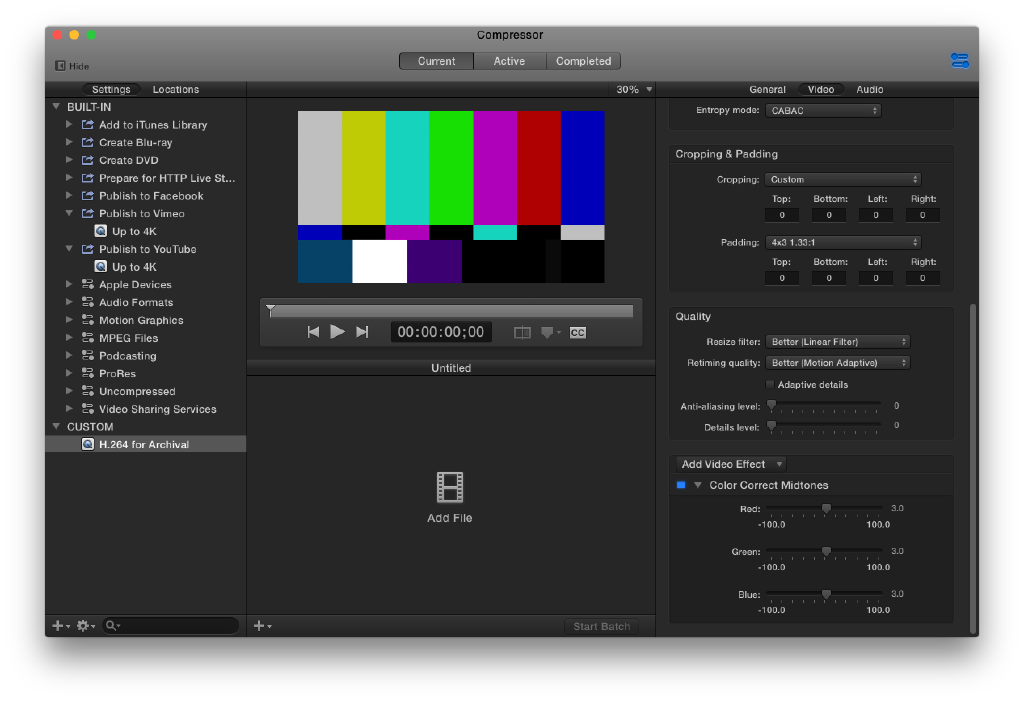 Compressor
Hide
Current Active Completed
Settings Locations
30%
General Video Audio
BUILT-IN
Add to iTunes Library
Create Blu-ray
Create DVD
Prepare for HTTP Live St...
Publish to Facebook
Publish to Vimeo
Up to 4K
Publish to YouTube
Up to 4K
Apple Devices
Audio Formats
Motion Graphics
MPEG Files
Podcasting
ProRes
Uncompressed
Video Sharing Services
CUSTOM
H.264 for Archival
00:00:00;00
CC
Untitled
Add File
Start Batch
Entropy mode: CABAC
Cropping & Padding
Cropping: Custom
Top: Bottom: Left: Right:
0 0 0 0
Padding: 4x3 1.33:1
Top: Bottom: Left: Right:
0 0 0 0
Quality
Resize filter: Better (Linear Filter)
Retiming quality: Better (Motion Adaptive)
Adaptive details
Anti-aliasing level: 0
Details level: 0
Add Video Effect
Color Correct Midtones
Red: 3.0
-100.0 100.0
Green: 3.0
-100.0 100.0
Blue: 3.0
-100.0 100.0